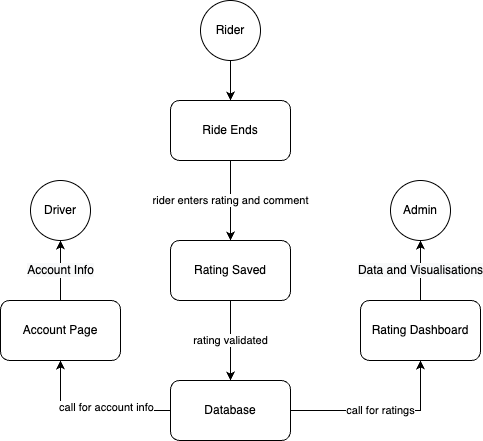 Rider
Ride Ends
rider enters rating and comment
Driver
Admin
Account Info
Rating Saved
Data and Visualisations
Account Page
rating validated
Rating Dashboard
call for account info
Database
call for ratings